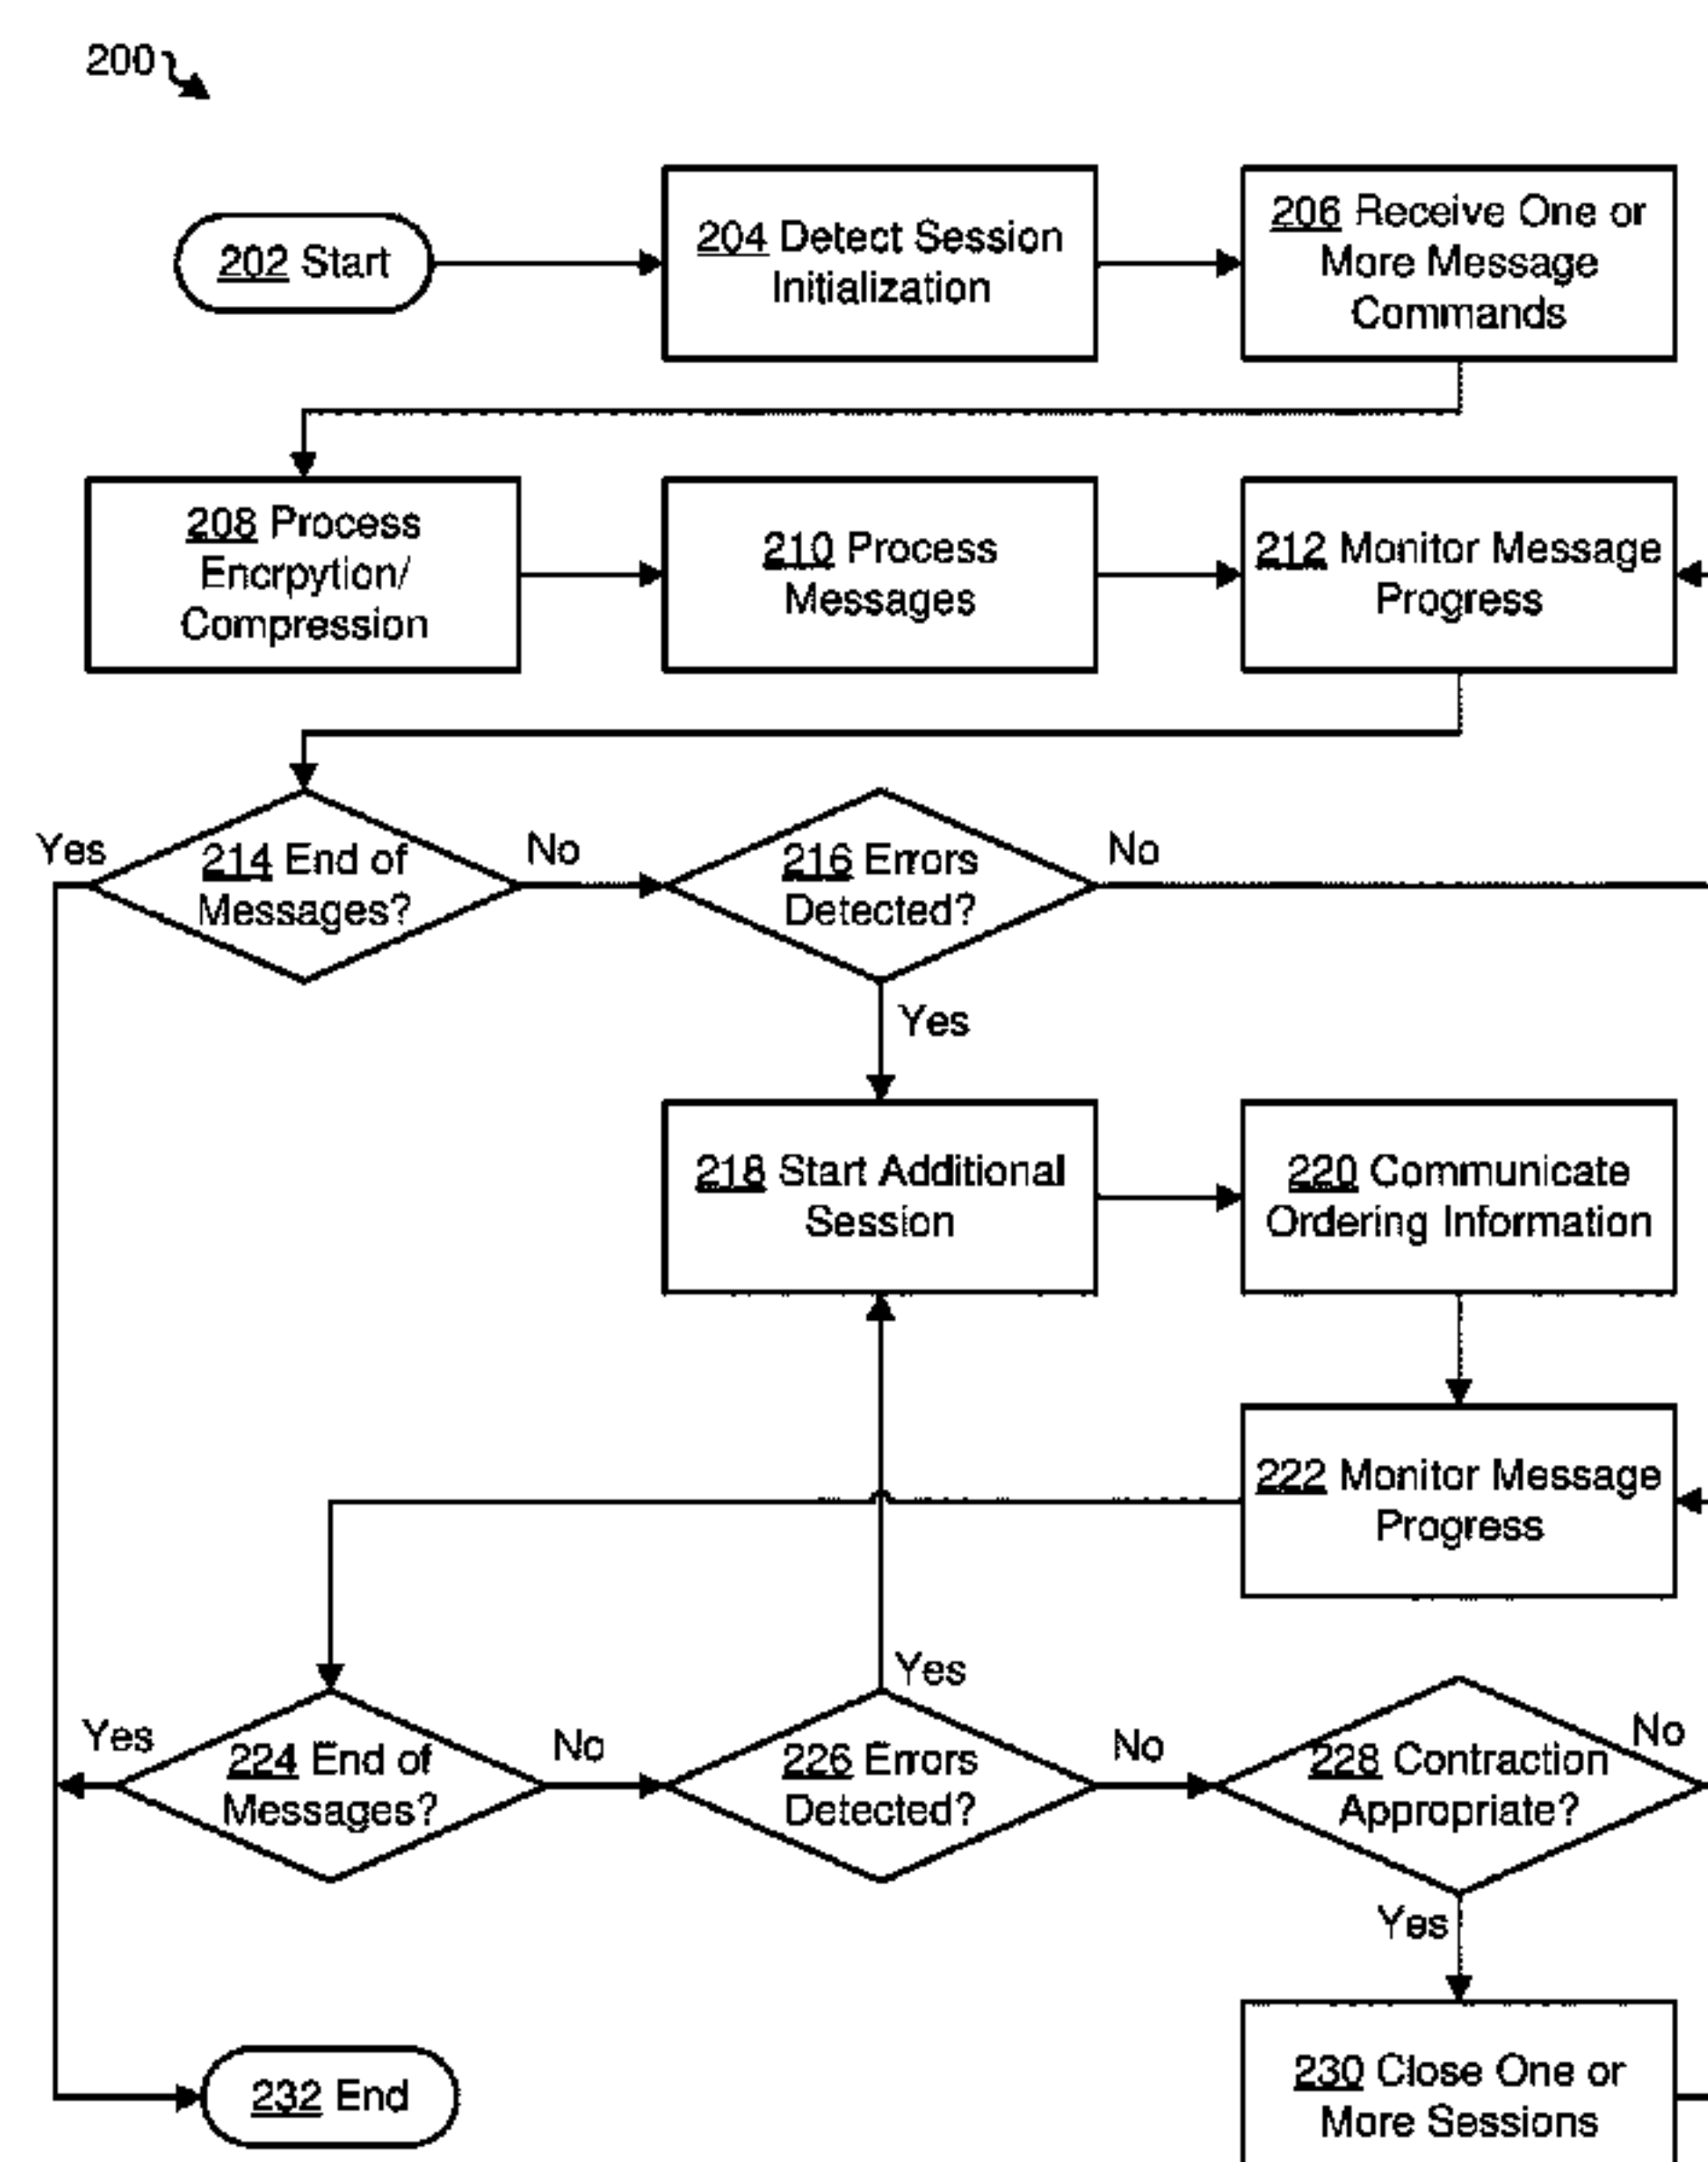 200
202 Start
204 Detect Session
Initialization
206 Receive One or
More Message
Commands
208 Process
Encrpytion/
Compression
210 Process
Messages
212 Monitor Message
Progress
Yes
214 End of
Messages?
No
216 Errors
Detected?
No
Yes
218 Start Additional
Session
220 Communicate
Ordering Information
222 Monitor Message
Progress
Yes
224 End of
Messages?
No
Yes
226 Errors
Detected?
No
228 Contraction
Appropriate?
No
Yes
230 Close One or
More Sessions
232 End